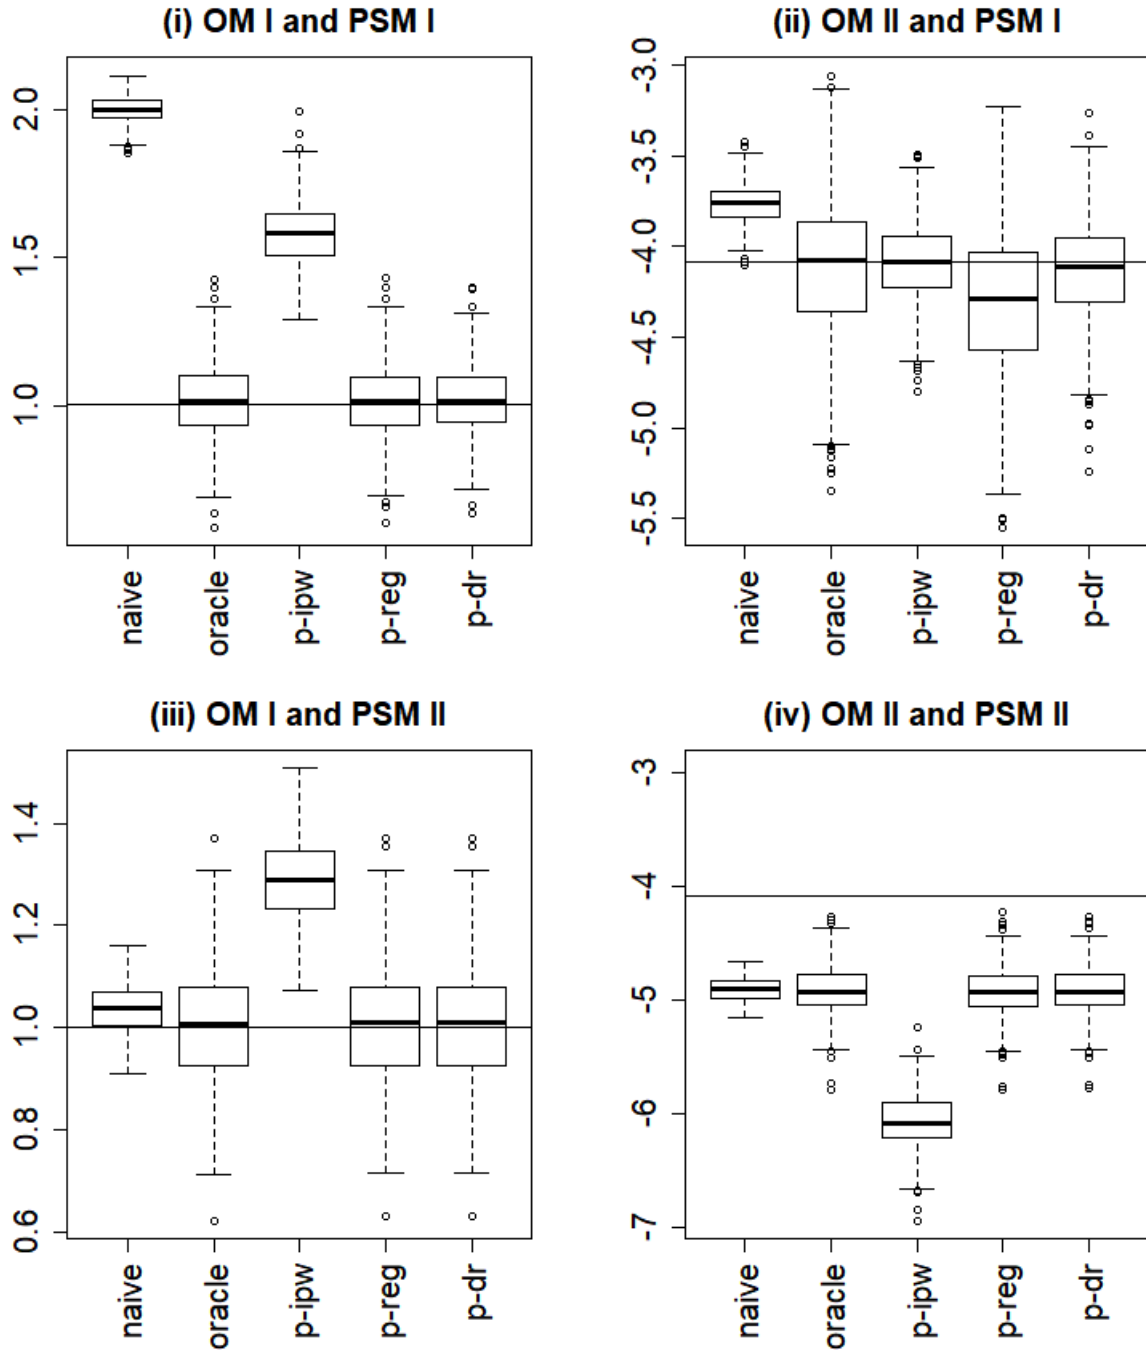 (i) OM I and PSM I
2.0
1.5
1.0
naive
oracle
p-ipw
p-reg
p-dr
(ii) OM II and PSM I
-3.0
-3.5
-4.0
-4.5
-5.0
-5.5
naive
oracle
p-ipw
p-reg
p-dr
(iii) OM I and PSM II
1.4
1.2
1.0
0.8
0.6
naive
oracle
p-ipw
p-reg
p-dr
(iv) OM II and PSM II
-3
-4
-5
-6
-7
naive
oracle
p-ipw
p-reg
p-dr